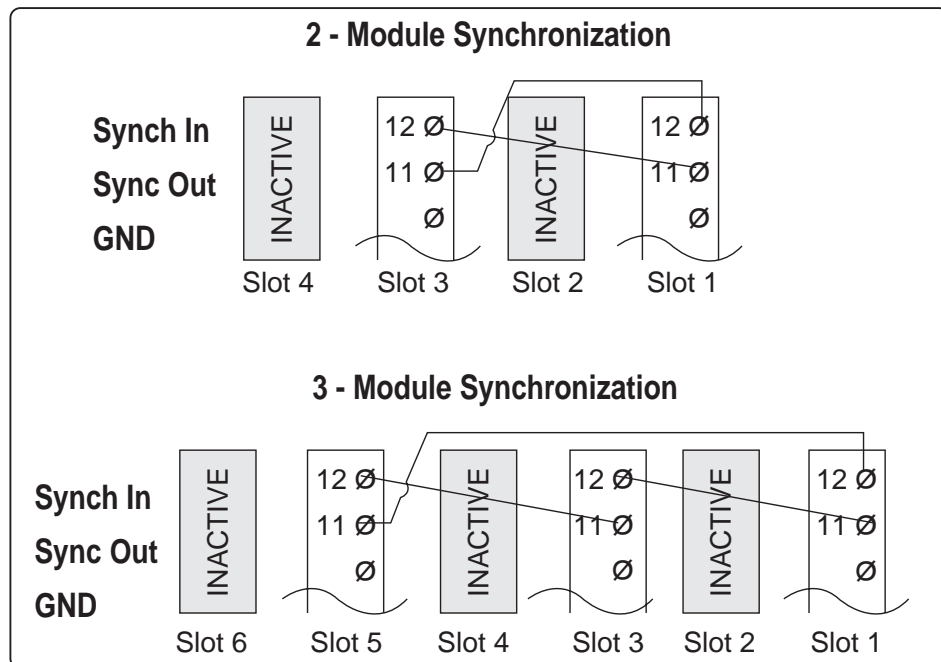 2 - Module Synchronization
Synch In
Sync Out
GND
INACTIVE
12 Ø
11 Ø
Ø
INACTIVE
12 Ø
11 Ø
Ø
Slot 4 Slot 3 Slot 2 Slot 1
3 - Module Synchronization
Synch In
Sync Out
GND
INACTIVE
12 Ø
11 Ø
Ø
INACTIVE
12 Ø
11 Ø
Ø
INACTIVE
12 Ø
11 Ø
Ø
Slot 6 Slot 5 Slot 4 Slot 3 Slot 2 Slot 1